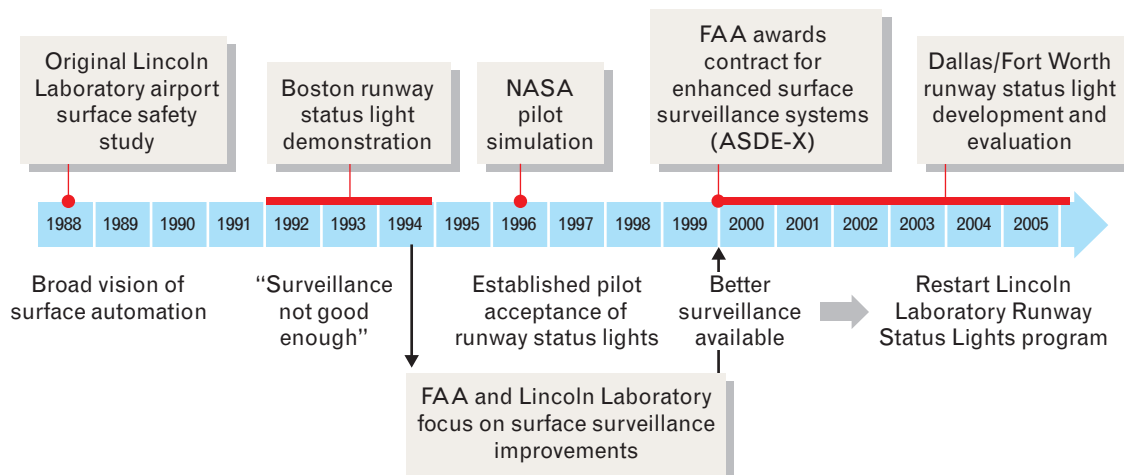 Original Lincoln
Laboratory airport
surface safety
study
Boston runway
status light
demonstration
NASA
pilot
simulation
FAA awards
contract for
enhanced surface
surveillance systems
(ASDE-X)
Dallas/Fort Worth
runway status light
development and
evaluation
1988 1989 1990 1991 1992 1993 1994 1995 1996 1997 1998 1999 2000 2001 2002 2003 2004 2005
Broad vision of
surface automation
“Surveillance
not good
enough”
Established pilot
acceptance of
runway status lights
Better
surveillance
available
Restart Lincoln
Laboratory Runway
Status Lights program
FAA and Lincoln Laboratory
focus on surface surveillance
improvements